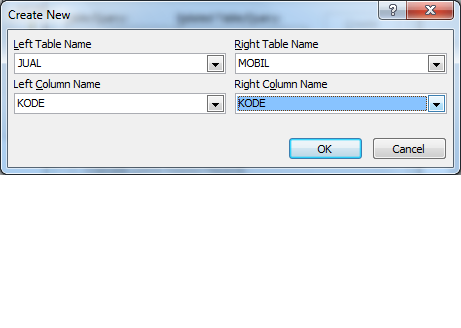 Create New
Left Table Name
Right Table Name
JUAL
MOBIL
Left Column Name
Right Column Name
KODE
KODE
OK
Cancel